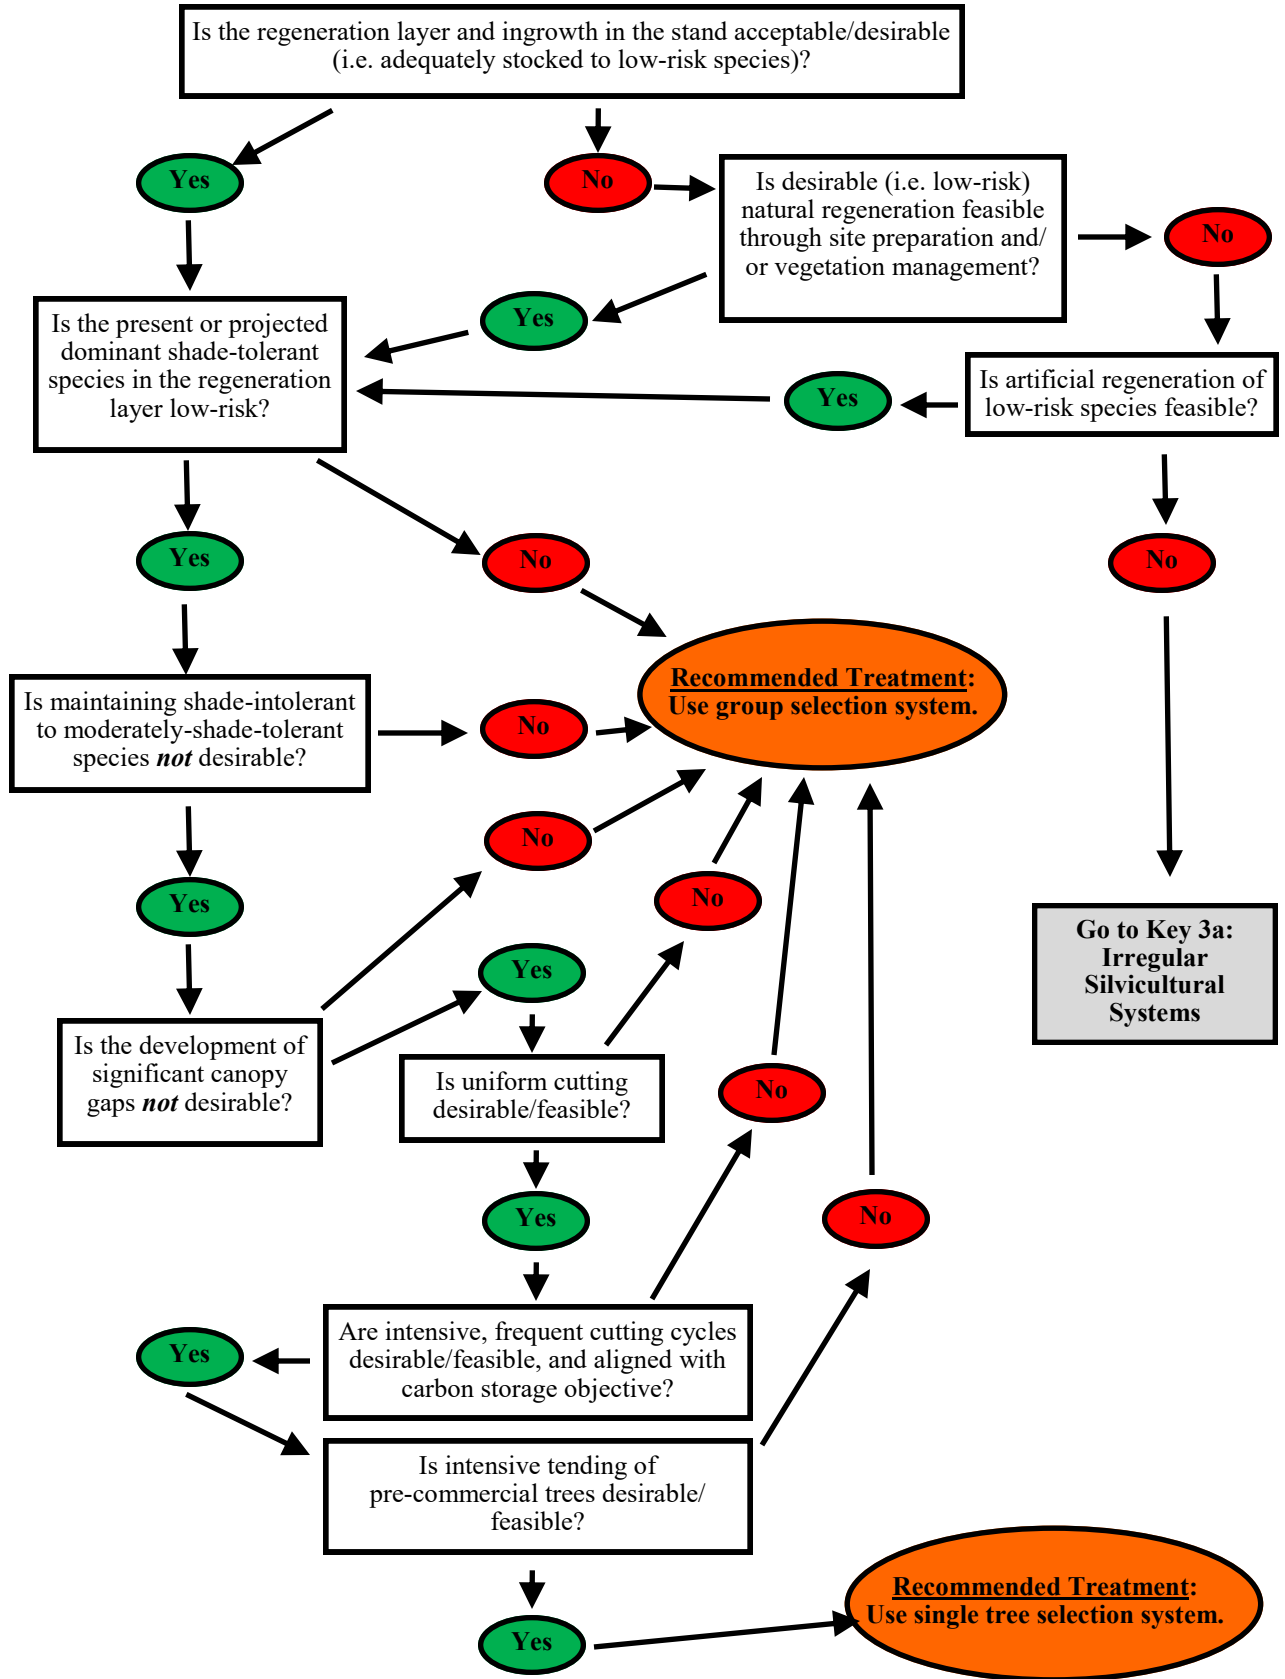 Is the regeneration layer and ingrowth in the stand acceptable/desirable
(i.e. adequately stocked to low-risk species)?
Yes
No
Is desirable (i.e. low-risk)
natural regeneration feasible
through site preparation and/
or vegetation management?
No
Yes
Is the present or projected
dominant shade-tolerant
species in the regeneration
layer low-risk?
Is artificial regeneration of
low-risk species feasible?
Yes
Yes
No
No
Recommended Treatment:
Use group selection system.
Is maintaining shade-intolerant
to moderately-shade-tolerant
species not desirable?
No
No
Yes
No
Go to Key 3a:
Irregular
Silvicultural
Systems
Yes
Is the development of
significant canopy
gaps not desirable?
Is uniform cutting
desirable/feasible?
No
Yes
No
Are intensive, frequent cutting cycles
desirable/feasible, and aligned with
carbon storage objective?
Yes
Is intensive tending of
pre-commercial trees desirable/
feasible?
Recommended Treatment:
Use single tree selection system.
Yes